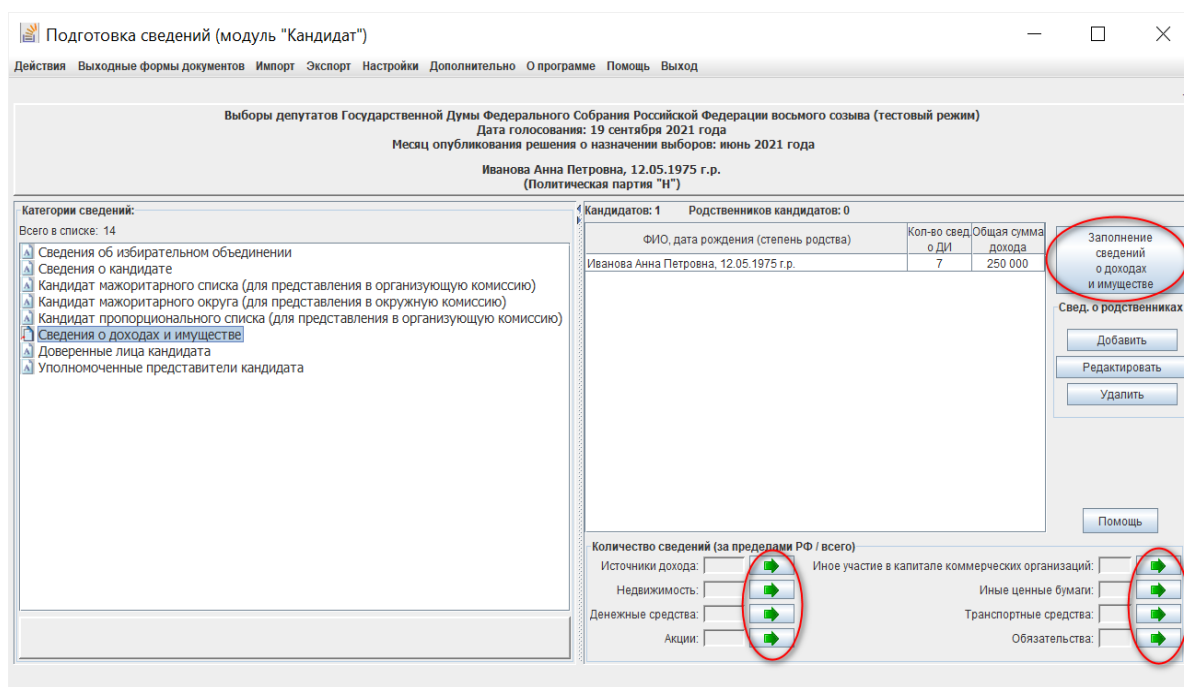 Подготовка сведений (модуль "Кандидат")
Действия Выходные формы документов Импорт Экспорт Настройки Дополнительно О программе Помощь Выход
Выборы депутатов Государственной Думы Федерального Собрания Российской Федерации восьмого созыва (тестовый режим)
Дата голосования: 19 сентября 2021 года
Месяц опубликования решения о назначении выборов: июнь 2021 года
Иванова Анна Петровна, 12.05.1975 г.р.
(Политическая партия "Н")
Категории сведений:
Всего в списке: 14
Сведения об избирательном объединении
Сведения о кандидате
Кандидат мажоритарного списка (для представления в организующую комиссию)
Кандидат мажоритарного округа (для представления в окружную комиссию)
Кандидат пропорционального списка (для представления в организующую комиссию)
Сведения о доходах и имуществе
Доверенные лица кандидата
Уполномоченные представители кандидата
Кандидатов: 1 Родственников кандидатов: 0
ФИО, дата рождения (степень родства)
Кол-во свед.
о ДИ
Общая сумма
дохода
Иванова Анна Петровна, 12.05.1975 г.р. 7 250 000
Заполнение
сведений
о доходах
и имуществе
Свед. о родственниках
Добавить
Редактировать
Удалить
Помощь
Количество сведений (за пределами РФ / всего)
Источники дохода: Иное участие в капитале коммерческих организаций:
Недвижимость: Иные ценные бумаги:
Денежные средства: Транспортные средства:
Акции: Обязательства: